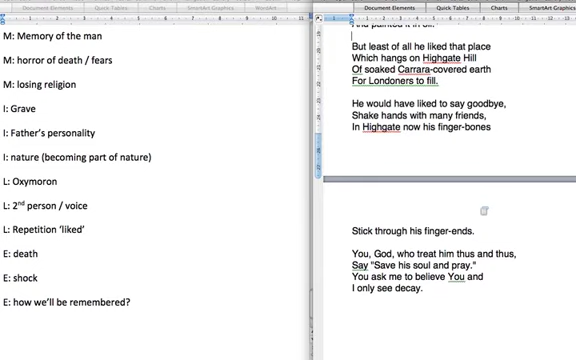 Document Elements Quick Tables Charts SmartArt Graphics WordArt
M: Memory of the man
M: horror of death / fears
M: losing religion
I: Grave
I: Father's personality
I: nature (becoming part of nature)
L: Oxymoron
L: 2nd person / voice
L: Repetition 'liked'
E: death
E: shock
E: how we'll be remembered?
Document Elements Quick Tables Charts SmartArt Graphics
And painted it in oil.
But least of all he liked that place
Which hangs on Highgate Hill
Of soaked Carrara-covered earth
For Londoners to fill.
He would have liked to say goodbye,
Shake hands with many friends,
In Highgate now his finger-bones
Stick through his finger-ends.
You, God, who treat him thus and thus,
Say "Save his soul and pray."
You ask me to believe You and
I only see decay.